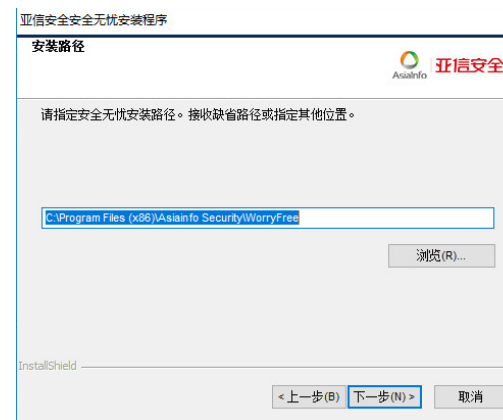 亚信安全安全无忧安装程序
安装路径
AsiaInfo 亚信安全
请指定安全无忧安装路径。接收缺省路径或指定其他位置。
C:\Program Files (x86)\Asiainfo Security\WorryFree
浏览(R)...
InstallShield
<上一步(B) 下一步(N)> 取消